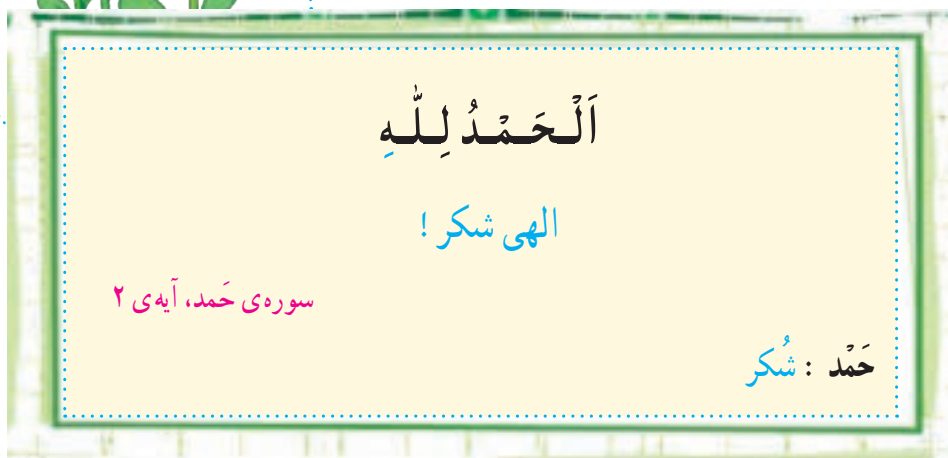 اَلْحَمْدُ لِلّٰهِ
الهی شکر !
سوره‌ی حَمد، آیه‌ی ۲
حَمْد : شُکر